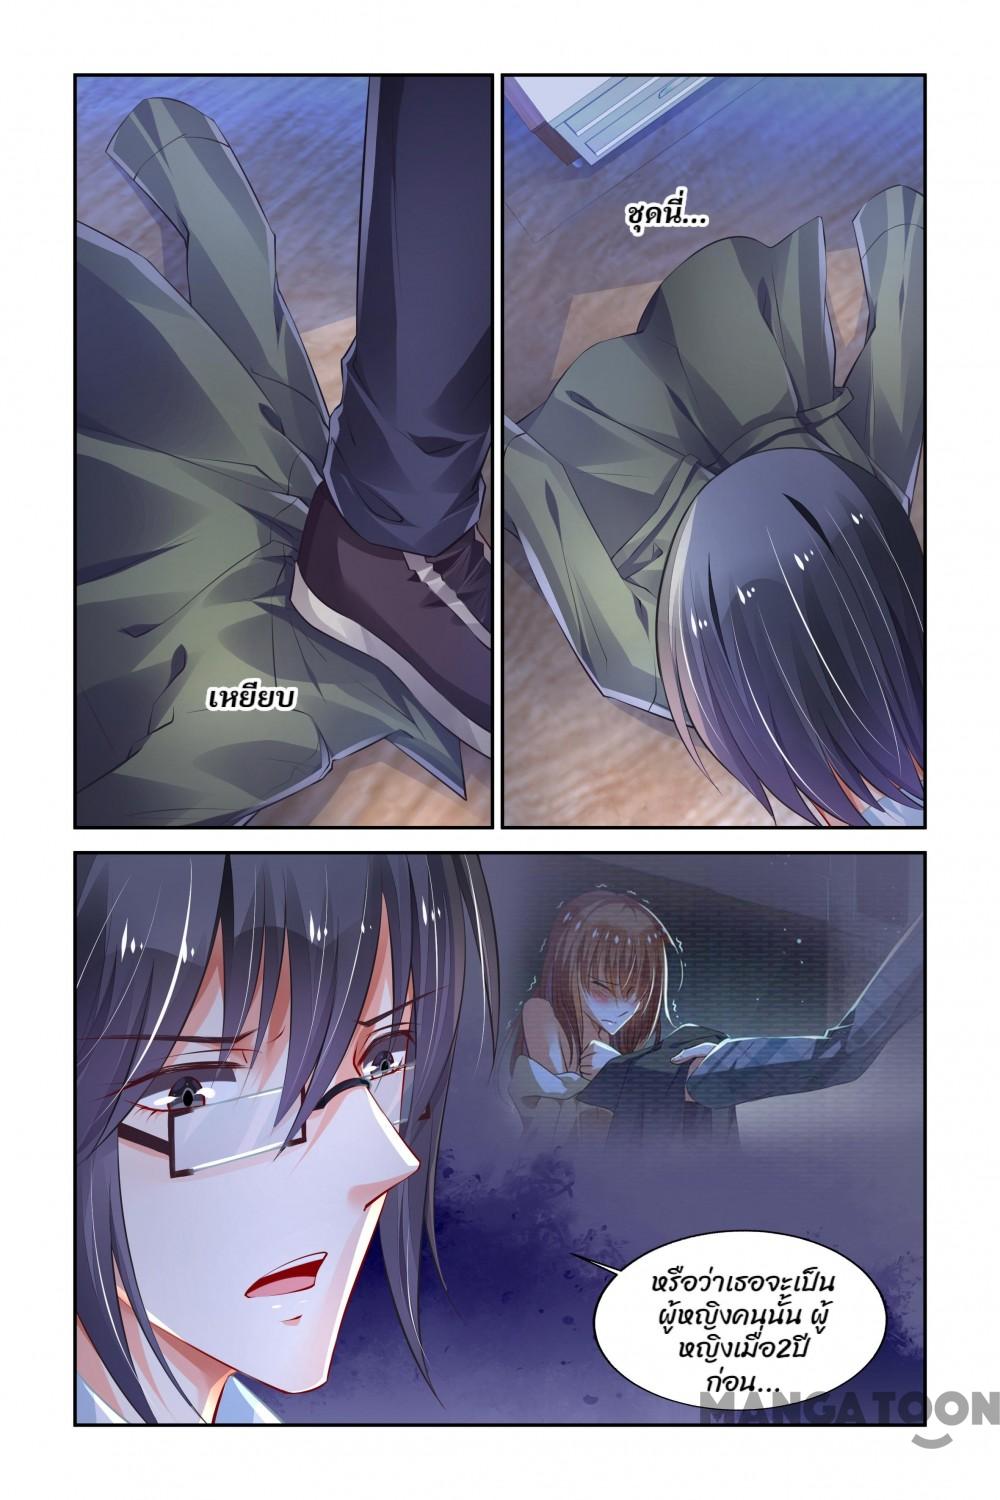 เหยียบ
ชุดนี่...
หรือว่าเธอจะเป็น
ผู้หญิงคนนั้น ผู้
หญิงเมื่อ2ปี
ก่อน...
MANGATOON